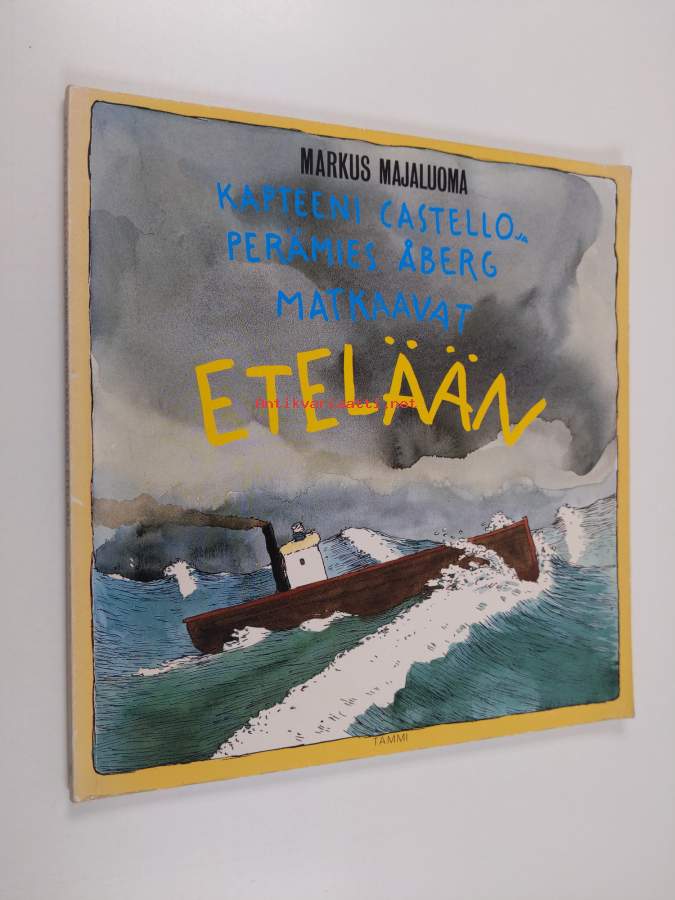 MARKUS MAJALUOMA
KAPTEENI CASTELLO JA
PERÄMIES ÅBERG
MATKAAVAT
ETELÄÄN
Antikvariaatti.net
TAMMI